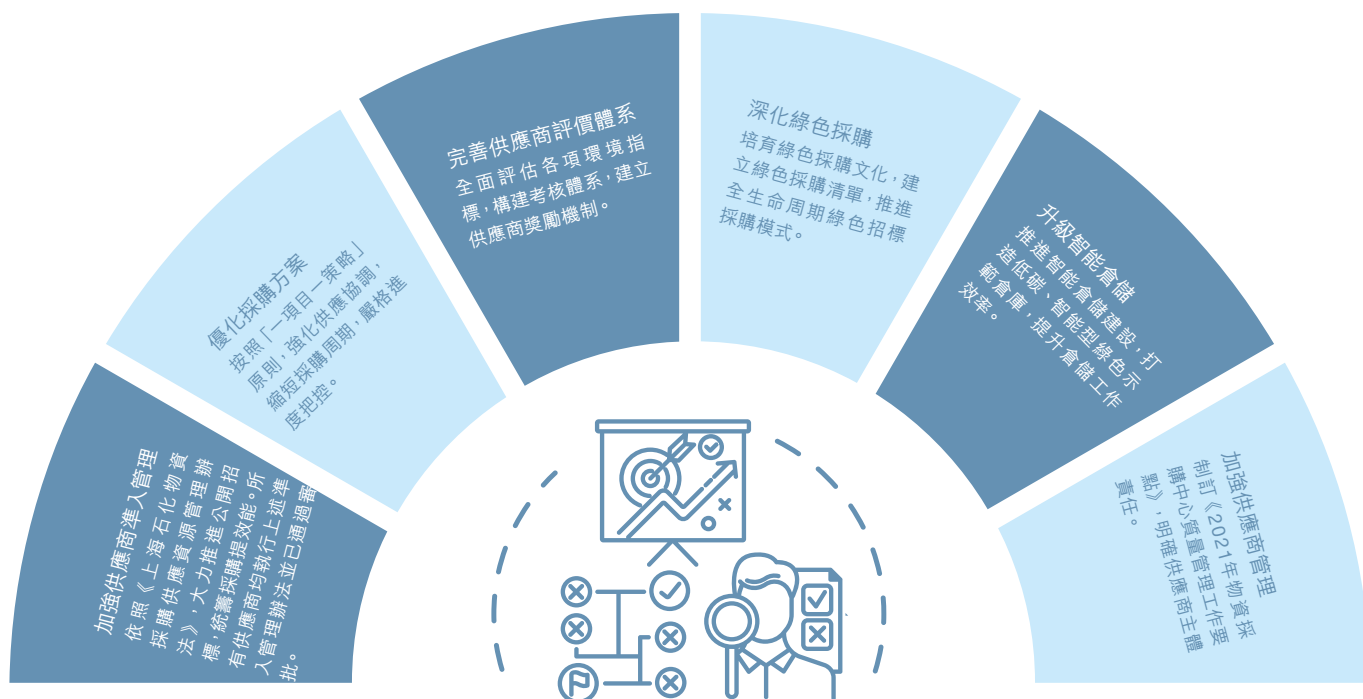 加強供應商準入管理
依照《上海石化物資
採購供應資源管理辦
法》，大力推進公開招
標，統籌採購提效能。所
有供應商均執行上述準
入管理辦法並已通過審
批。
優化採購方案
按照「一項目一策略」
原則，強化供應協調，
縮短採購周期，嚴格進
度把控。
完善供應商評價體系
全面評估各項環境指
標，構建考核體系，建立
供應商獎勵機制。
深化綠色採購
培育綠色採購文化，建
立綠色採購清單，推進
全生命周期綠色招標
採購模式。
升級智能倉儲
推進智能倉儲建設，打
造低碳、智能型綠色示
範倉庫，提升倉儲工作
效率。
加強供應商管理
制訂《2021年物資採
購中心質量管理工作要
點》，明確供應商主體
責任。